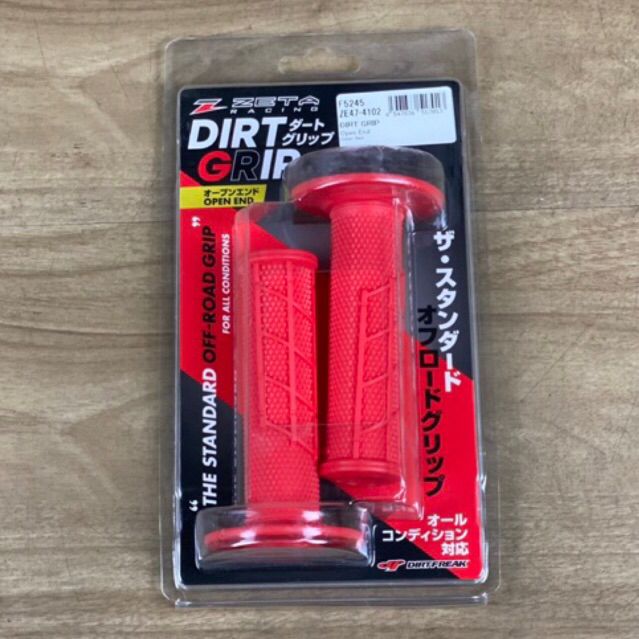 ZETA
RACING
DIRT
GRIP
ダート
グリップ
F5245
ZE47-4102
DIRT GRIP
Open End
オープンエンド
OPEN END
"THE STANDARD OFF-ROAD GRIP"
FOR ALL CONDITIONS
ザ・スタンダード
オフロードグリップ
オール
コンディション
対応
DIRTFREAK